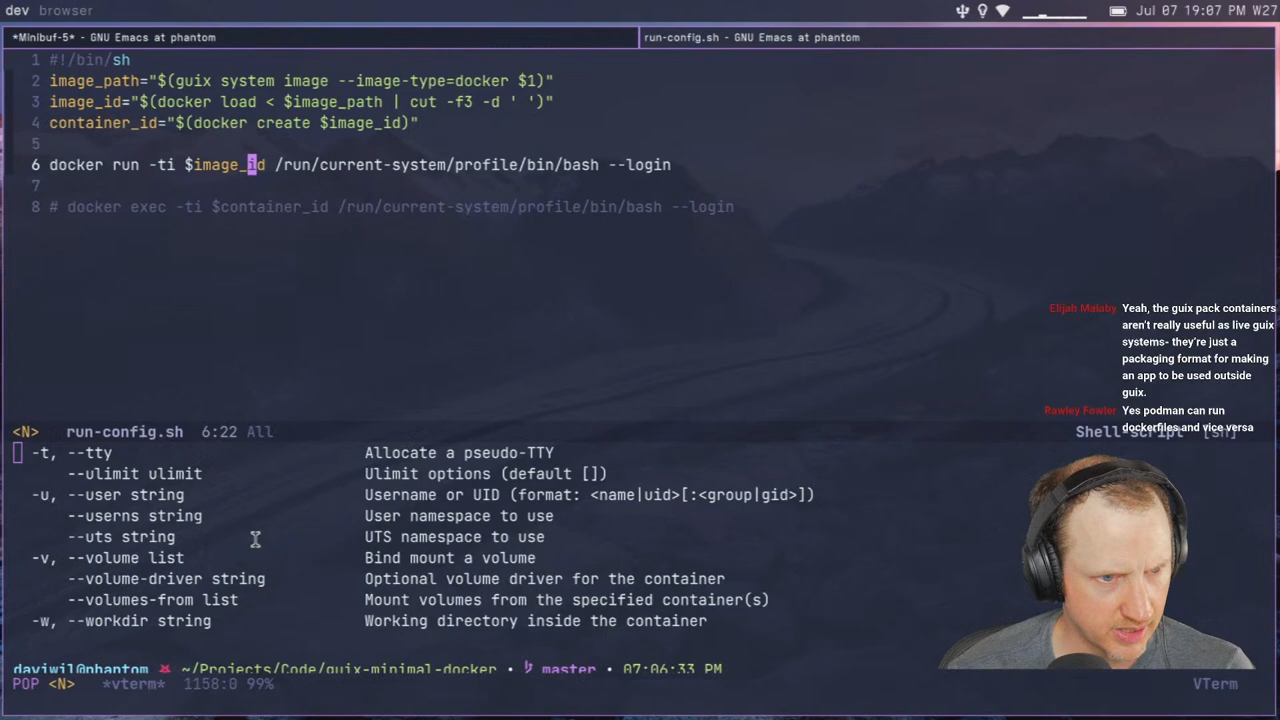 dev browser
Jul 07 19:07 PM W27
*Minibuf-5* - GNU Emacs at phantom
run-config.sh - GNU Emacs at phantom
1 #!/bin/sh
2 image_path="$(guix system image --image-type=docker $1)"
3 image_id="$(docker load < $image_path | cut -f3 -d ' ')"
4 container_id="$(docker create $image_id)"
5
6 docker run -ti $image_id /run/current-system/profile/bin/bash --login
7
8 # docker exec -ti $container_id /run/current-system/profile/bin/bash --login
Elijah Malaby Yeah, the guix pack containers
aren't really useful as live guix
systems- they're just a
packaging format for making
an app to be used outside
guix.
Rawley Fowler Yes podman can run
dockerfiles and vice versa
<N> run-config.sh 6:22 All Shell-script [sh]
-t, --tty Allocate a pseudo-TTY
--ulimit ulimit Ulimit options (default [])
-u, --user string Username or UID (format: <name|uid>[:<group|gid>])
--userns string User namespace to use
--uts string UTS namespace to use
-v, --volume list Bind mount a volume
--volume-driver string Optional volume driver for the container
--volumes-from list Mount volumes from the specified container(s)
-w, --workdir string Working directory inside the container
daviwil@phantom ~/Projects/Code/guix-minimal-docker • master • 07:06:33 PM
POP <N> *vterm* 1158:0 99% VTerm